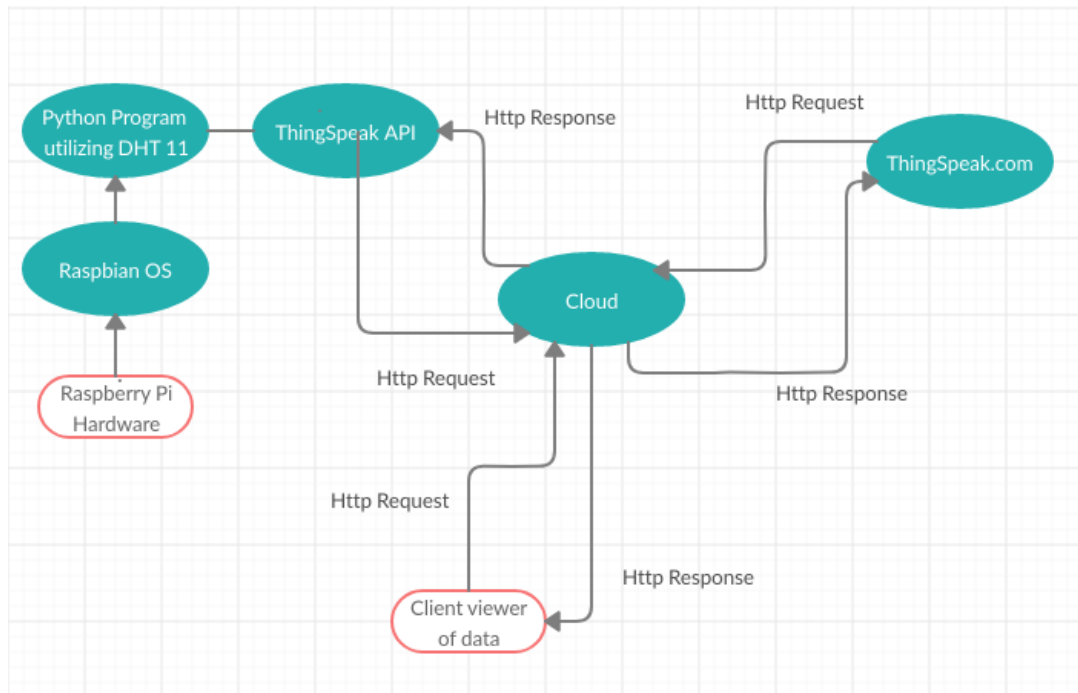 Http Request
Python Program
utilizing DHT 11
ThingSpeak API
Http Response
ThingSpeak.com
Raspbian OS
Cloud
Http Request
Raspberry Pi
Hardware
Http Response
Http Request
Http Response
Client viewer
of data